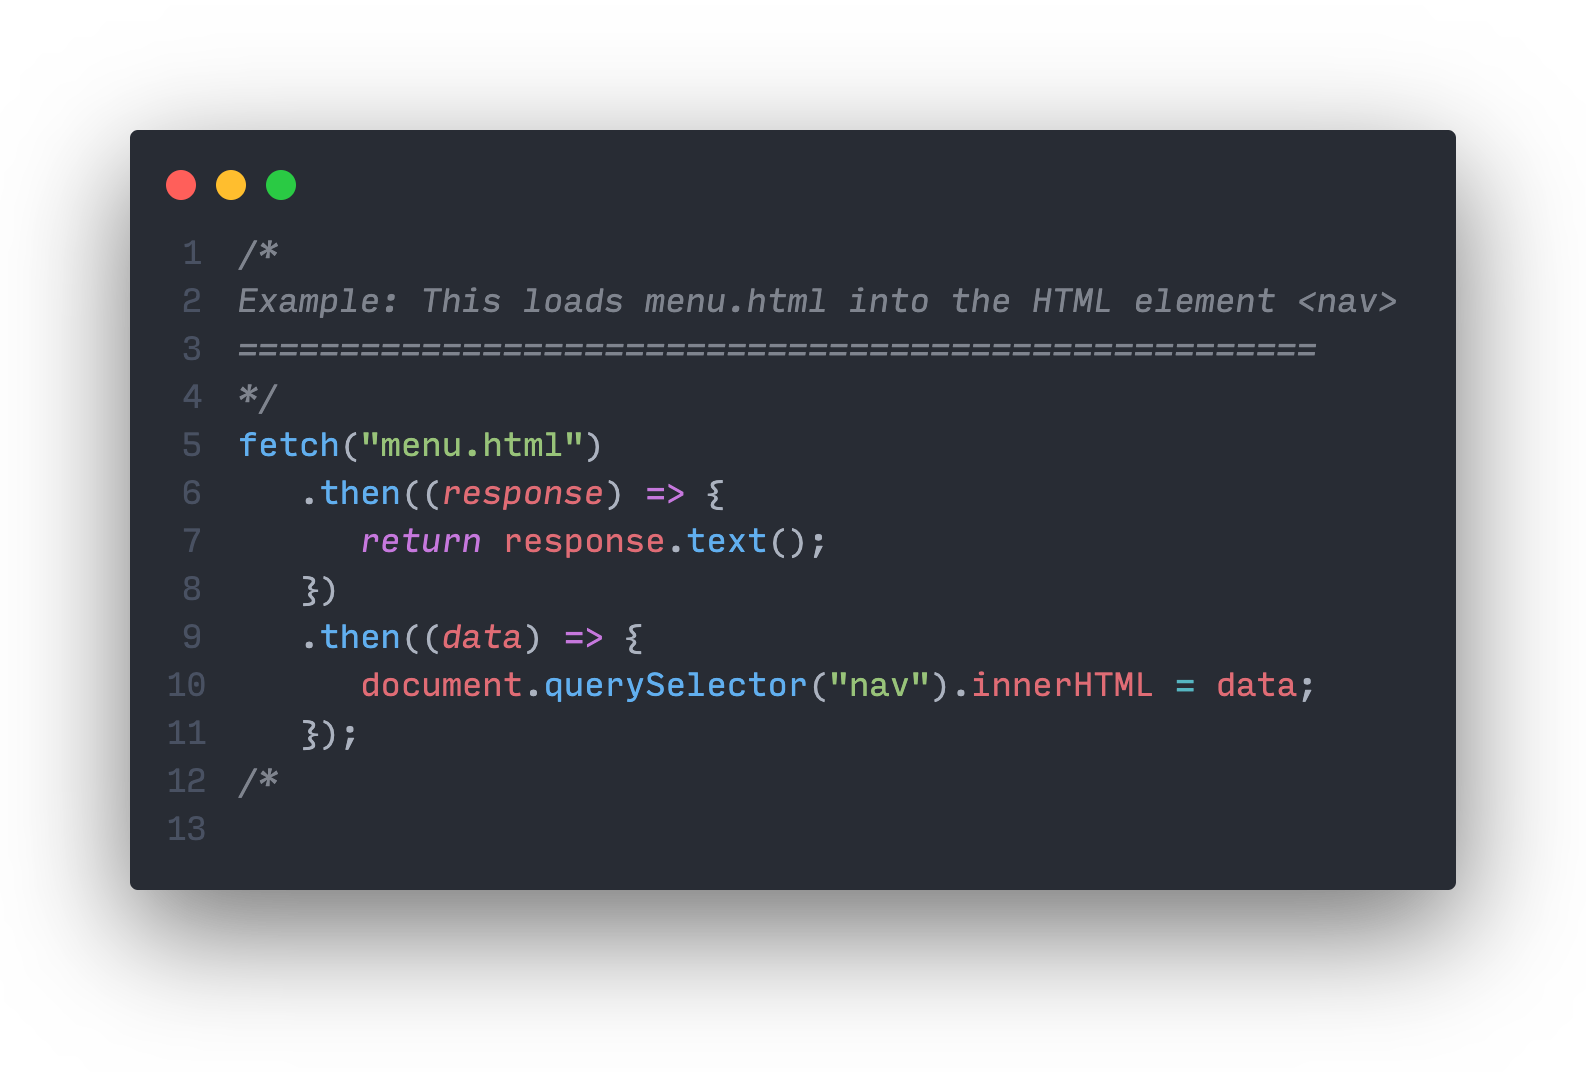 1 /*
2 Example: This loads menu.html into the HTML element <nav>
3 =====================================================
4 */
5 fetch("menu.html")
6    .then((response) => {
7       return response.text();
8    })
9    .then((data) => {
10       document.querySelector("nav").innerHTML = data;
11    });
12 /*
13